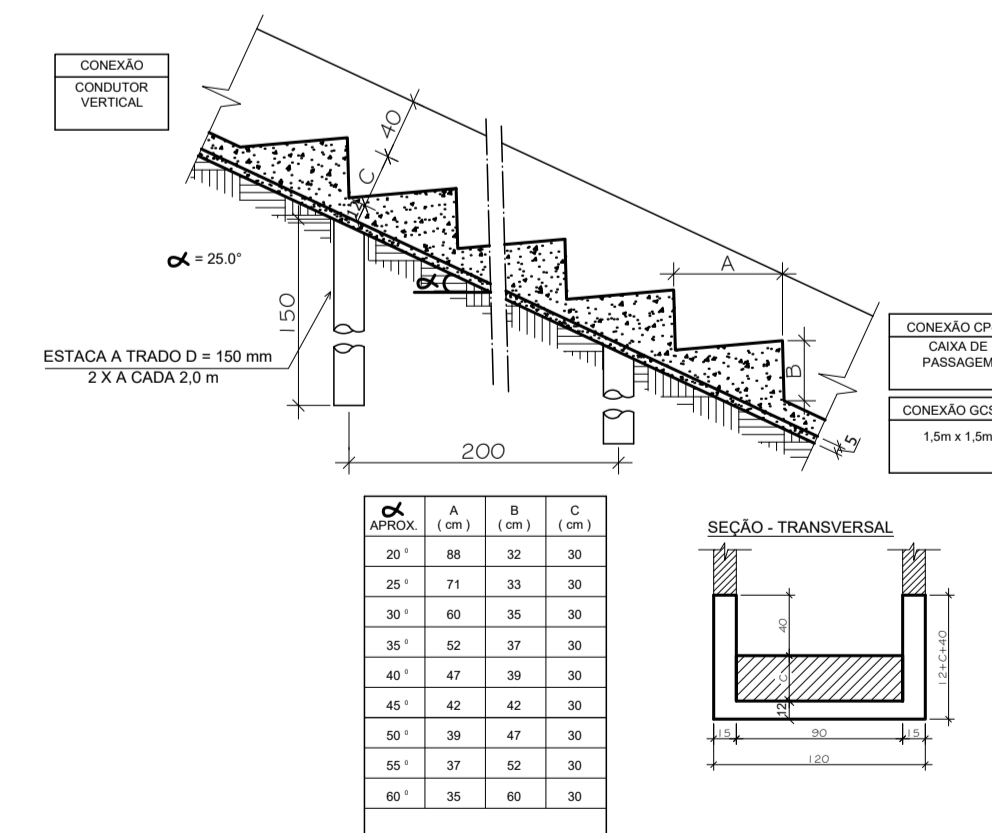 CONEXÃO
CONDUTOR
VERTICAL
40
C
12
α = 25.0°
α
A
B
150
ESTACA A TRADO D = 150 mm
2 X A CADA 2,0 m
200
5
CONEXÃO CP
CAIXA DE
PASSAGEM
CONEXÃO GCS
1,5m x 1,5m
α APROX. A (cm) B (cm) C (cm)
20° 88 32 30
25° 71 33 30
30° 60 35 30
35° 52 37 30
40° 47 39 30
45° 42 42 30
50° 39 47 30
55° 37 52 30
60° 35 60 30
SEÇÃO - TRANSVERSAL
40
C
12
12+C+40
15 90 15
120